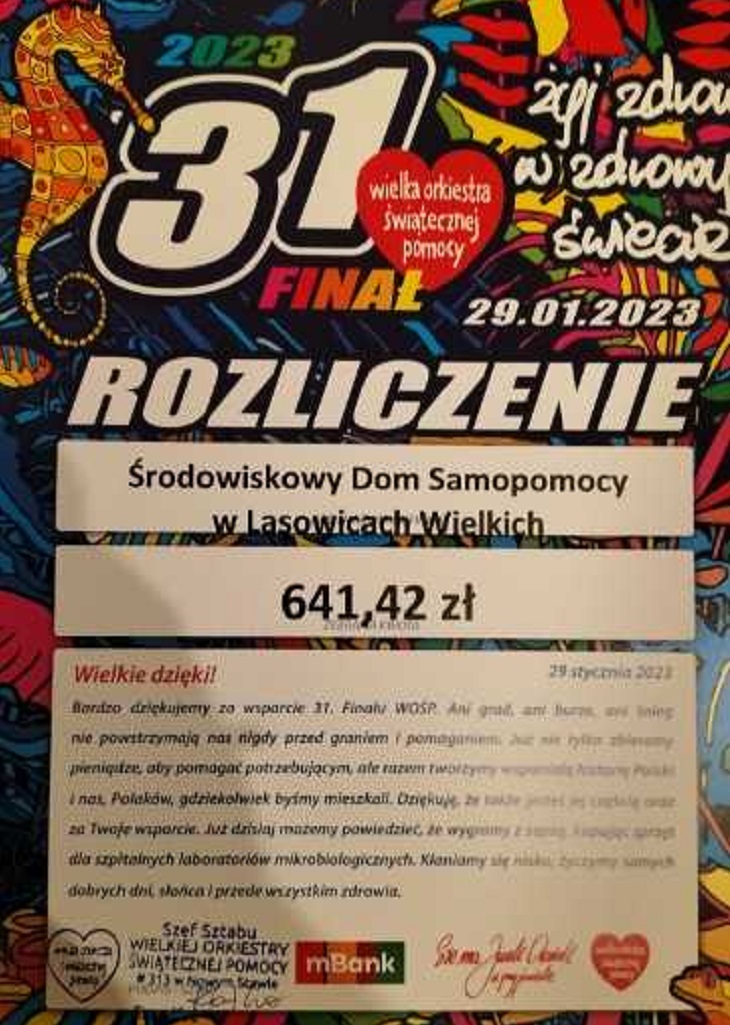 2023
31
wielka orkiestra
świątecznej
pomocy
FINAŁ
żyj zdrow
w zdrowy
świecie
29.01.2023
ROZLICZENIE
Środowiskowy Dom Samopomocy
w Lasowicach Wielkich
641,42 zł
Wielkie dzięki!
29 stycznia 2023
Bardzo dziękujemy za wsparcie 31. Finału WOŚP. Ani grad, ani burza, ani
nie powstrzymają nas nigdy przed graniem i pomaganiem. Już nie tylko zbieramy
pieniądze, aby pomagać potrzebującym, ale razem tworzymy wspaniałą historię Polski
i nas, Polaków, gdziekolwiek byśmy mieszkali. Dziękuję, że także jesteś jej częścią oraz
za Twoje wsparcie. Już dzisiaj możemy powiedzieć, że wygramy z sepsą, kupując sprzęt
dla szpitalnych laboratoriów mikrobiologicznych. Kłaniamy się nisko, życzymy samych
dobrych dni, słońca i przede wszystkim zdrowia.
Szef Sztabu
WIELKIEJ ORKIESTRY
ŚWIĄTECZNEJ POMOCY
# 313 w Nowym Stawie
mBank